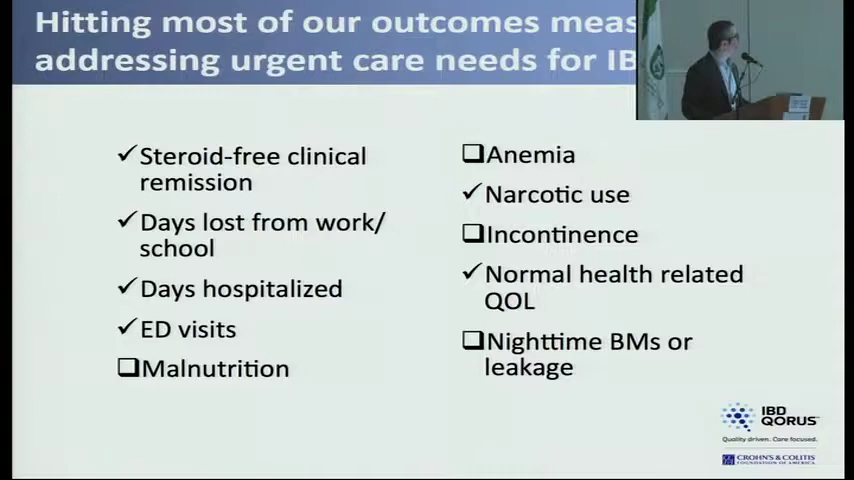 Hitting most of our outcomes
addressing urgent care needs for
✓Steroid-free clinical
remission
✓Days lost from work/
school
✓Days hospitalized
✓ED visits
❑Malnutrition
❑Anemia
✓Narcotic use
❑Incontinence
✓Normal health related
QOL
❑Nighttime BMs or
leakage
IBD
QORUS
Quality driven. Care focused.
CROHN'S & COLITIS
FOUNDATION OF AMERICA